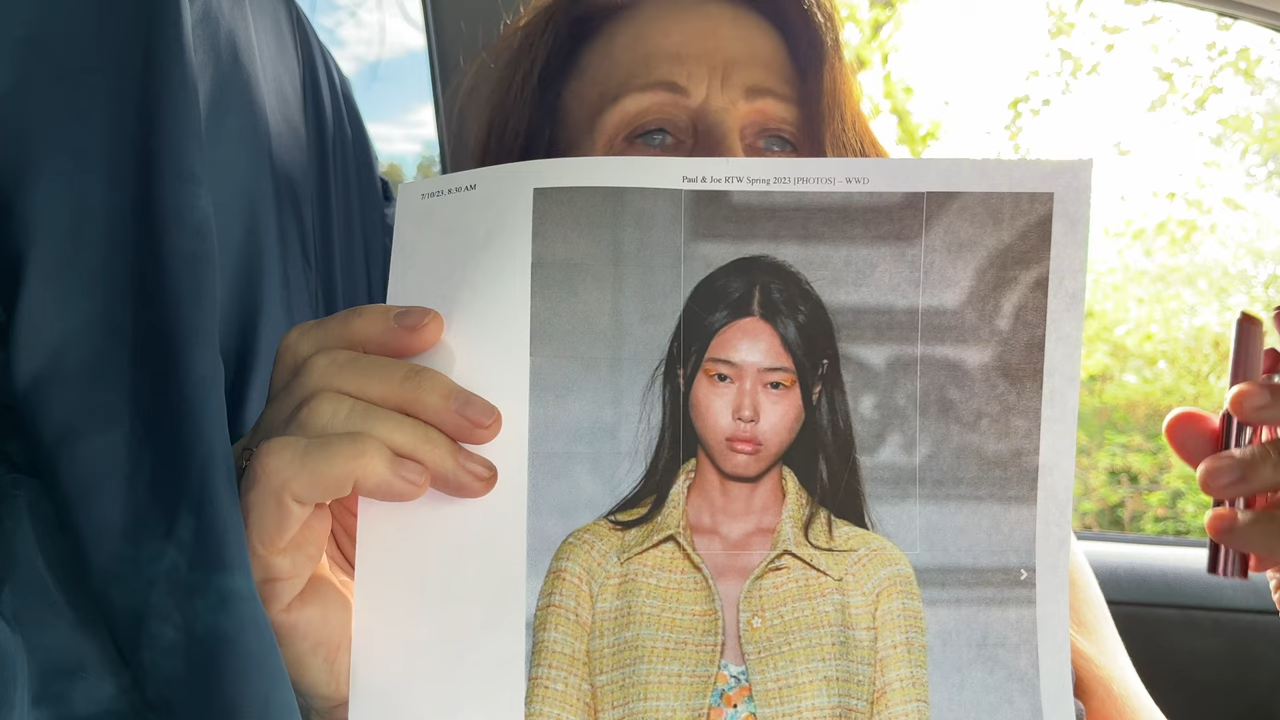 7/10/23, 8:30 AM
Paul & Joe RTW Spring 2023 [PHOTOS] – WWD